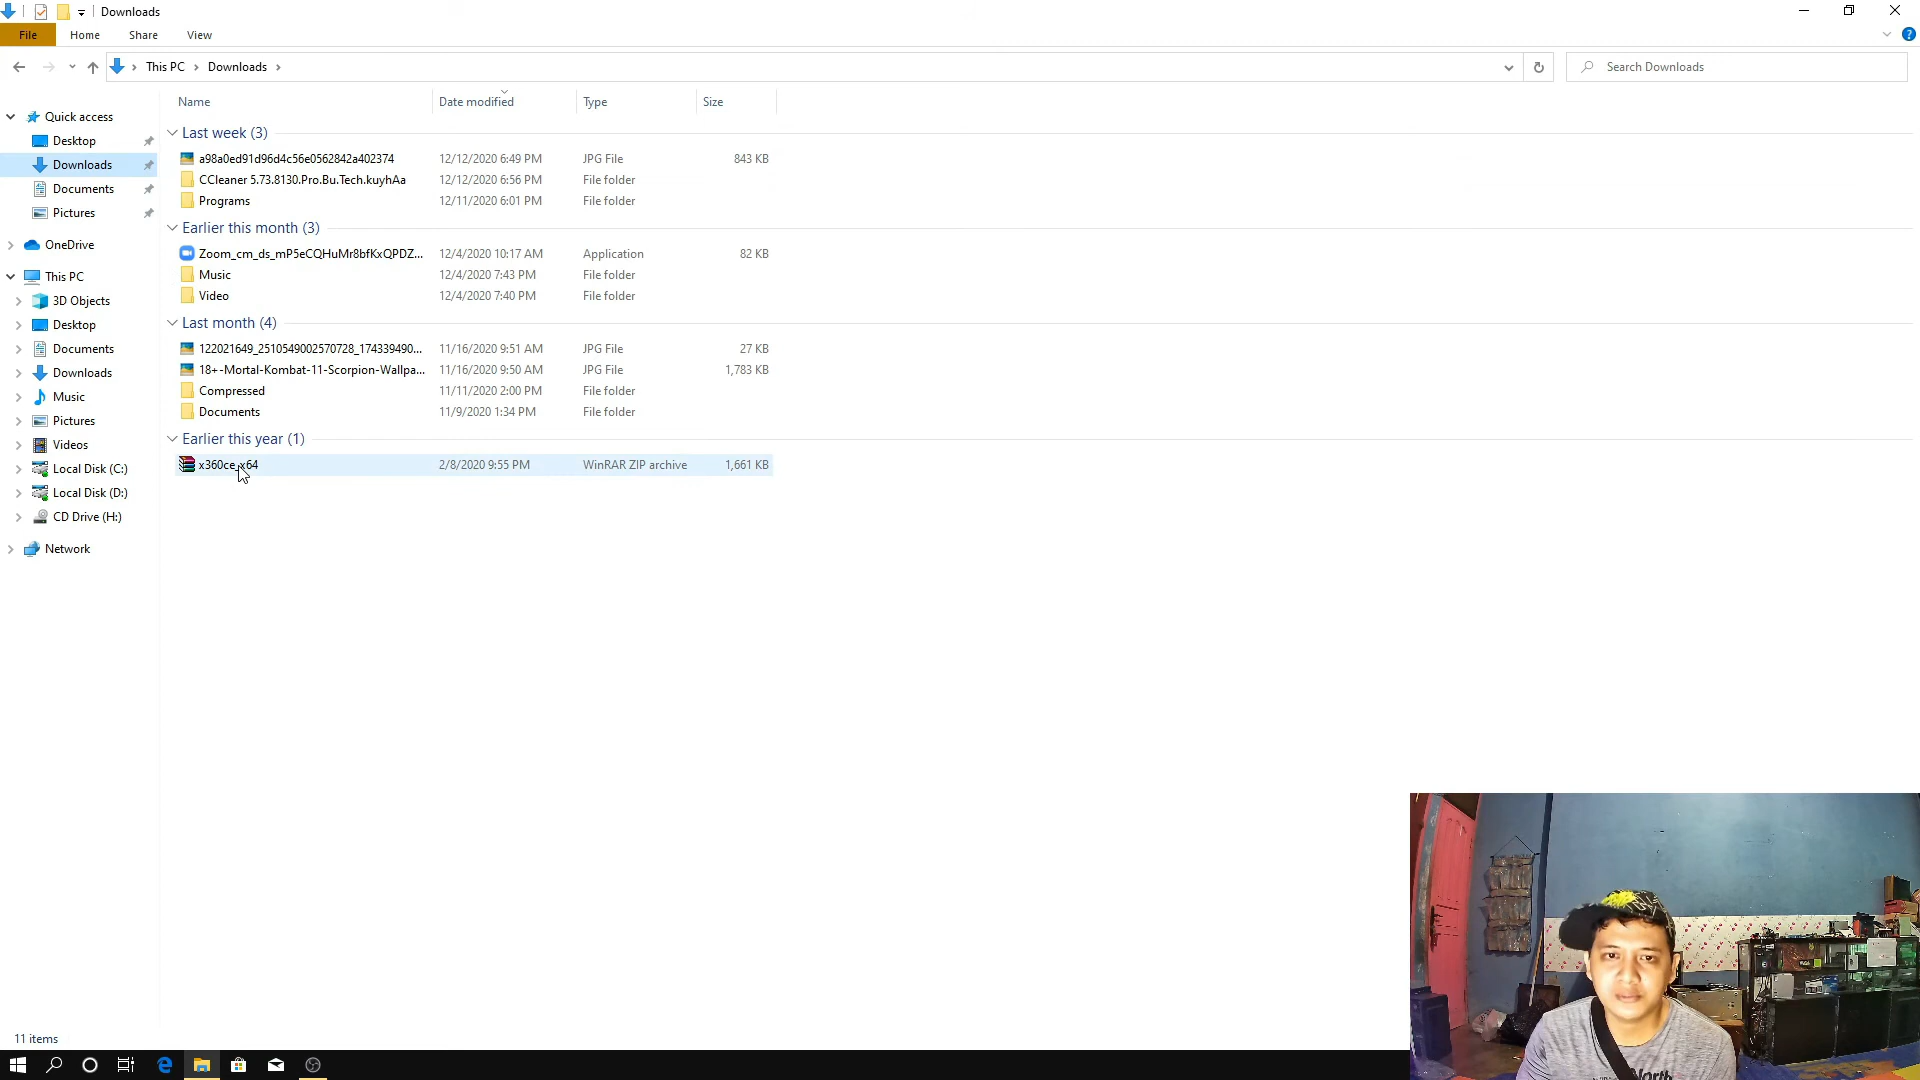 Downloads
File Home Share View
This PC Downloads
Search Downloads
Name Date modified Type Size
Quick access
Desktop
Downloads
Documents
Pictures
OneDrive
This PC
3D Objects
Desktop
Documents
Downloads
Music
Pictures
Videos
Local Disk (C:)
Local Disk (D:)
CD Drive (H:)
Network
Last week (3)
a98a0ed91d96d4c56e0562842a402374 12/12/2020 6:49 PM JPG File 843 KB
CCleaner 5.73.8130.Pro.Bu.Tech.kuyhAa 12/12/2020 6:56 PM File folder
Programs 12/11/2020 6:01 PM File folder
Earlier this month (3)
Zoom_cm_ds_mP5eCQHuMr8bfKxQPDZ... 12/4/2020 10:17 AM Application 82 KB
Music 12/4/2020 7:43 PM File folder
Video 12/4/2020 7:40 PM File folder
Last month (4)
122021649_2510549002570728_174339490... 11/16/2020 9:51 AM JPG File 27 KB
18+-Mortal-Kombat-11-Scorpion-Wallpa... 11/16/2020 9:50 AM JPG File 1,783 KB
Compressed 11/11/2020 2:00 PM File folder
Documents 11/9/2020 1:34 PM File folder
Earlier this year (1)
x360ce_x64 2/8/2020 9:55 PM WinRAR ZIP archive 1,661 KB
11 items
North